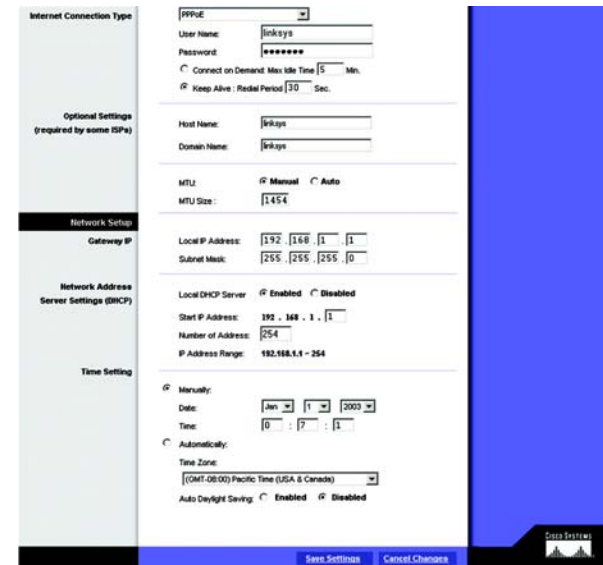 Internet Connection Type
PPPoE
User Name: linksys
Password: •••••••
Connect on Demand: Max Idle Time 5 Min.
Keep Alive : Redial Period 30 Sec.
Optional Settings
(required by some ISPs)
Host Name: linksys
Domain Name: linksys
MTU: Manual Auto
MTU Size : 1454
Network Setup
Gateway IP
Local IP Address: 192 . 168 . 1 . 1
Subnet Mask: 255 . 255 . 255 . 0
Network Address
Server Settings (DHCP)
Local DHCP Server Enabled Disabled
Start IP Address: 192 . 168 . 1 . 1
Number of Address: 254
IP Address Range: 192.168.1.1 ~ 254
Time Setting
Manually:
Date: Jan 1 2003
Time: 0 : 7 : 1
Automatically:
Time Zone:
(GMT-08:00) Pacific Time (USA & Canada)
Auto Daylight Saving: Enabled Disabled
Cisco Systems
Save Settings Cancel Changes